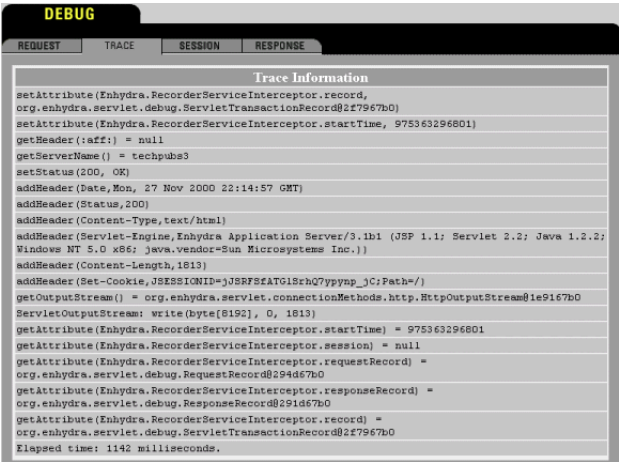 DEBUG
REQUEST TRACE SESSION RESPONSE
Trace Information
setAttribute(Enhydra.RecorderServiceInterceptor.record,
org.enhydra.servlet.debug.ServletTransactionRecord@2f7967b0)
setAttribute(Enhydra.RecorderServiceInterceptor.startTime, 975363296801)
getHeader(:aff:) = null
getServerName() = techpubs3
setStatus(200, OK)
addHeader(Date,Mon, 27 Nov 2000 22:14:57 GMT)
addHeader(Status,200)
addHeader(Content-Type,text/html)
addHeader(Servlet-Engine,Enhydra Application Server/3.1b1 (JSP 1.1; Servlet 2.2; Java 1.2.2;
Windows NT 5.0 x86; java.vendor=Sun Microsystems Inc.))
addHeader(Content-Length,1813)
addHeader(Set-Cookie,JSESSIONID=jJSRFSfATGlSrhQ7ypynp_jC;Path=/)
getOutputStream() = org.enhydra.servlet.connectionMethods.http.HttpOutputStream@1e9167b0
ServletOutputStream: write(byte[8192], 0, 1813)
getAttribute(Enhydra.RecorderServiceInterceptor.startTime) = 975363296801
getAttribute(Enhydra.RecorderServiceInterceptor.session) = null
getAttribute(Enhydra.RecorderServiceInterceptor.requestRecord) =
org.enhydra.servlet.debug.RequestRecord@294d67b0
getAttribute(Enhydra.RecorderServiceInterceptor.responseRecord) =
org.enhydra.servlet.debug.ResponseRecord@291d67b0
getAttribute(Enhydra.RecorderServiceInterceptor.record) =
org.enhydra.servlet.debug.ServletTransactionRecord@2f7967b0
Elapsed time: 1142 milliseconds.